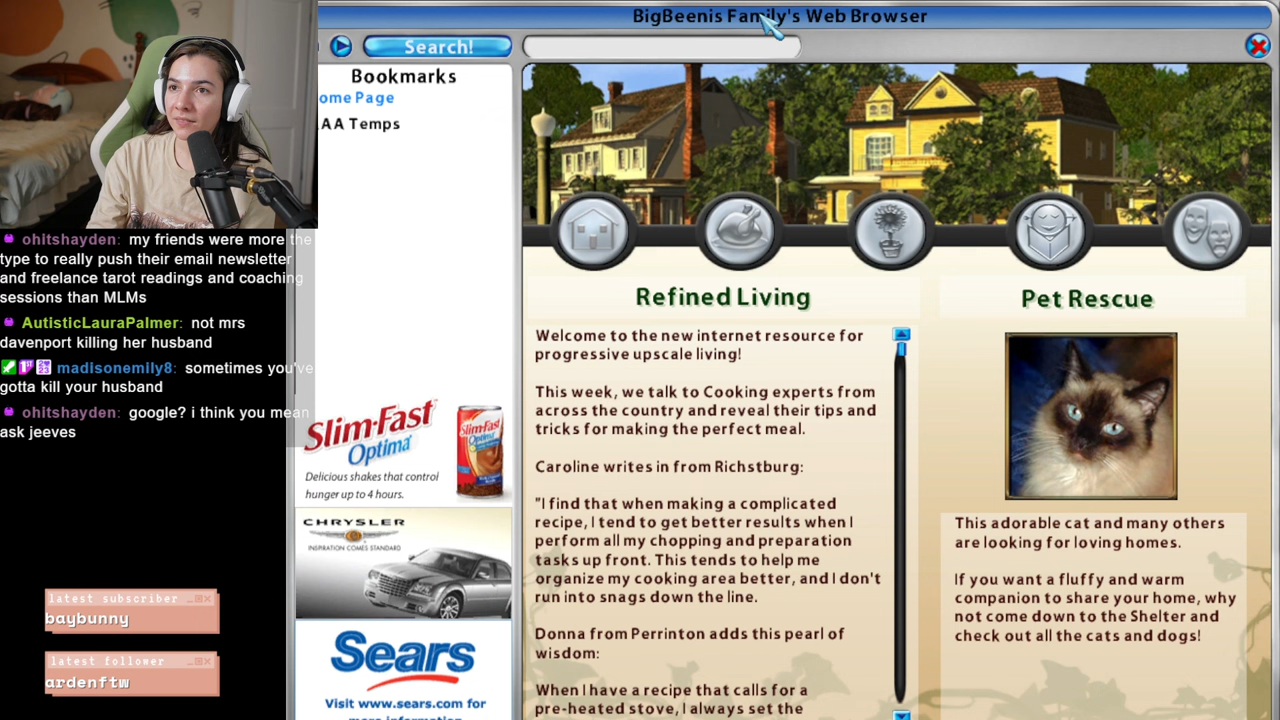 BigBeenis Family's Web Browser
Search!
Bookmarks
ome Page
AA Temps
ohitshayden: my friends were more the
type to really push their email newsletter
and freelance tarot readings and coaching
sessions than MLMs
AutisticLauraPalmer: not mrs
davenport killing her husband
madisonemily8: sometimes you've
gotta kill your husband
ohitshayden: google? i think you mean
ask jeeves
latest subscriber
baybunny
latest follower
ardenftw
Slim-Fast
Optima
Delicious shakes that control
hunger up to 4 hours.
Slim-Fast
Optima
CHRYSLER
INSPIRATION COMES STANDARD
Sears
Visit www.sears.com for
more information
Refined Living
Welcome to the new internet resource for
progressive upscale living!
This week, we talk to Cooking experts from
across the country and reveal their tips and
tricks for making the perfect meal.
Caroline writes in from Richstburg:
"I find that when making a complicated
recipe, I tend to get better results when I
perform all my chopping and preparation
tasks up front. This tends to help me
organize my cooking area better, and I don't
run into snags down the line.
Donna from Perrinton adds this pearl of
wisdom:
When I have a recipe that calls for a
pre-heated stove, I always set the
Pet Rescue
This adorable cat and many others
are looking for loving homes.
If you want a fluffy and warm
companion to share your home, why
not come down to the Shelter and
check out all the cats and dogs!